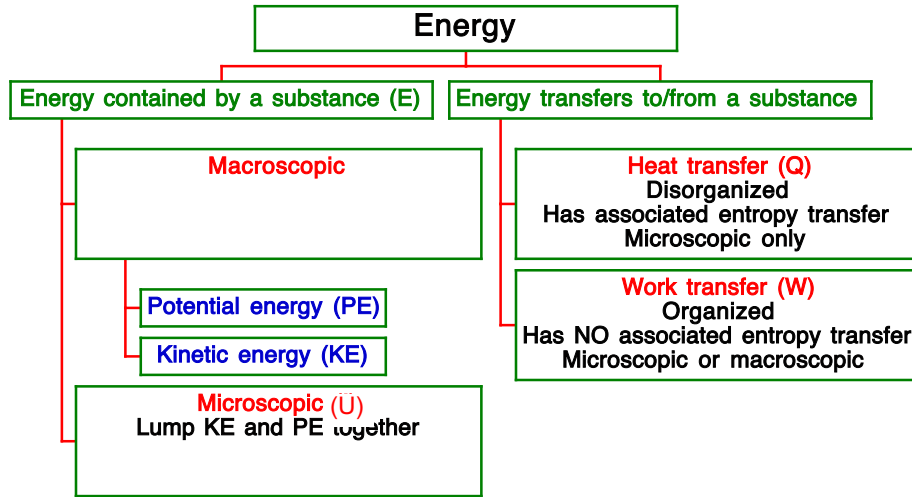 Energy
Energy contained by a substance (E)
Energy transfers to/from a substance
Macroscopic
Potential energy (PE)
Kinetic energy (KE)
Microscopic (Ü)
Lump KE and PE together
Heat transfer (Q)
Disorganized
Has associated entropy transfer
Microscopic only
Work transfer (W)
Organized
Has NO associated entropy transfer
Microscopic or macroscopic